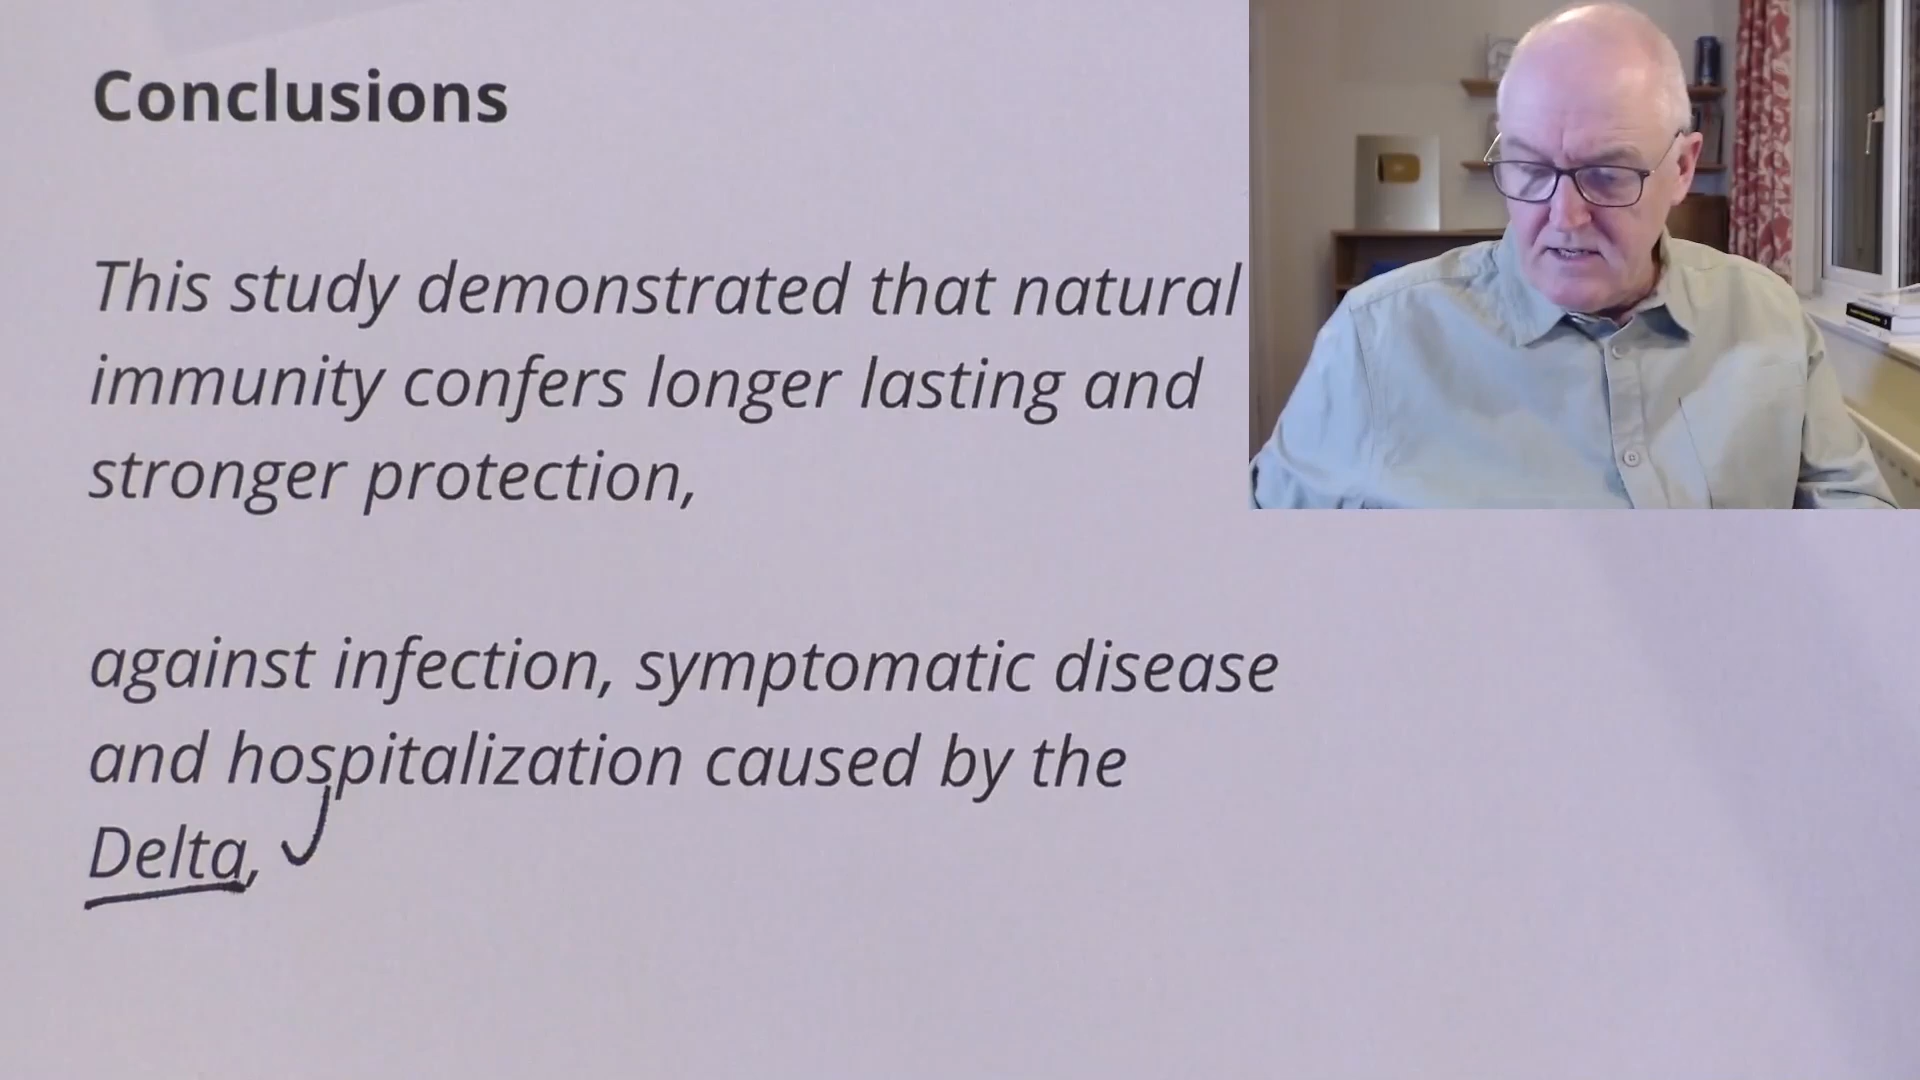 Conclusions
This study demonstrated that natural
immunity confers longer lasting and
stronger protection,
against infection, symptomatic disease
and hospitalization caused by the
Delta,